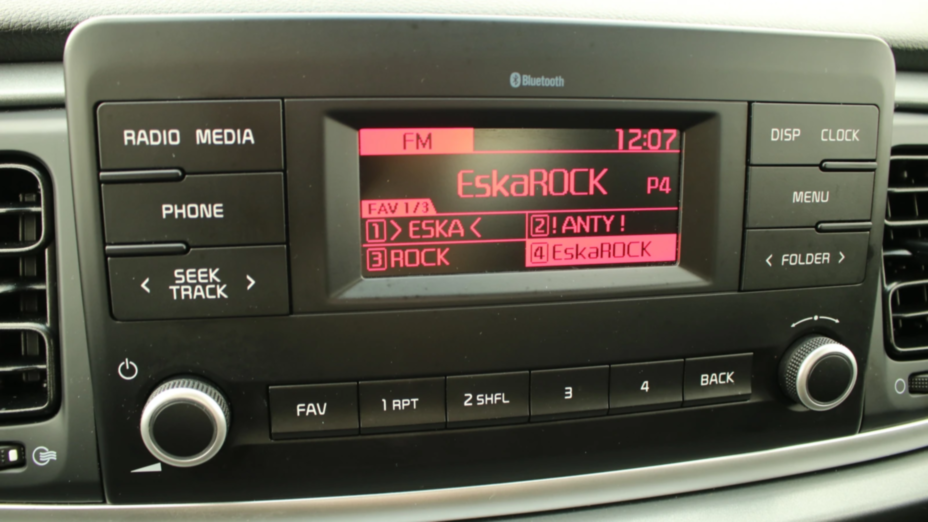 Bluetooth
RADIO MEDIA
PHONE
< SEEK >
TRACK
FM 12:07
EskaROCK P4
FAV 1/3
1 > ESKA < 2 ! ANTY !
3 ROCK 4 EskaROCK
DISP CLOCK
MENU
< FOLDER >
FAV 1 RPT 2 SHFL 3 4 BACK